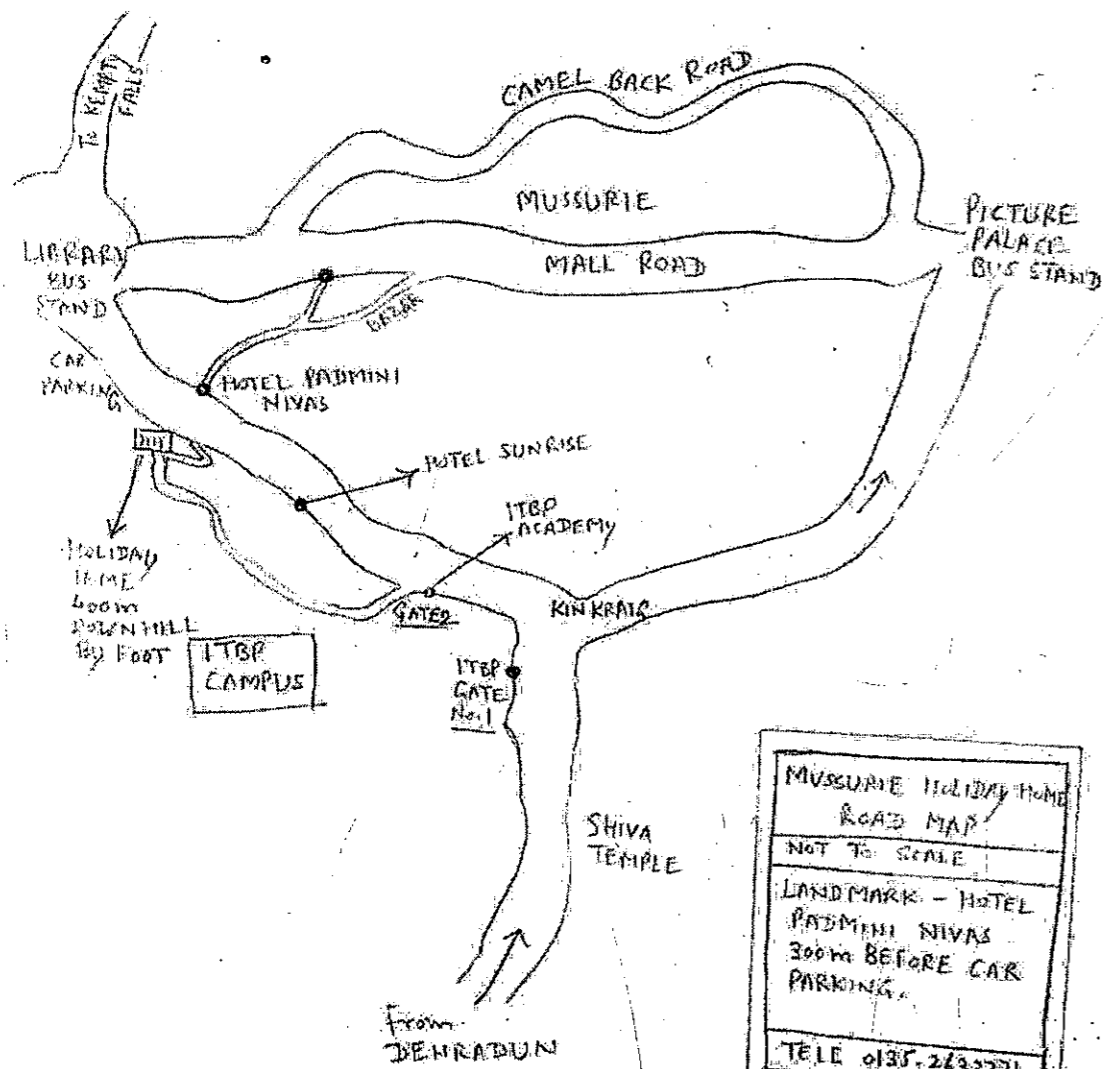 TO KEMPTY
FALLS
CAMEL BACK ROAD
MUSSURIE
MALL ROAD
PICTURE
PALACE
BUS STAND
LIBRARY
BUS
STAND
BAZAR
CAR
PARKING
HOTEL PADMINI
NIVAS
HOTEL SUNRISE
ITBP
ACADEMY
HOLIDAY
HOME
400m
DOWNHILL
BY FOOT
GATE2
KINKRAIG
ITBP
CAMPUS
ITBP
GATE
No.1
SHIVA
TEMPLE
From
DEHRADUN
MUSSURIE HOLIDAY HOME
ROAD MAP
NOT TO SCALE
LANDMARK - HOTEL
PADMINI NIVAS
300m BEFORE CAR
PARKING.
TELE